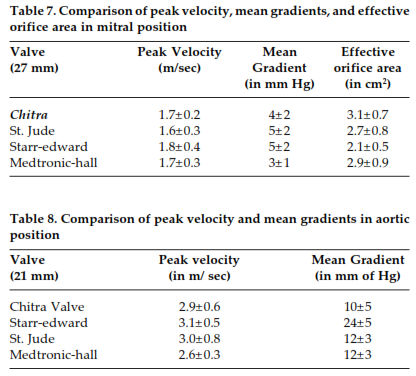 Table 7. Comparison of peak velocity, mean gradients, and effective
orifice area in mitral position
Valve Peak Velocity Mean Effective
(27 mm) (m/sec) Gradient orifice area
(in mm Hg) (in cm²)
Chitra 1.7±0.2 4±2 3.1±0.7
St. Jude 1.6±0.3 5±2 2.7±0.8
Starr-edward 1.8±0.4 5±2 2.1±0.5
Medtronic-hall 1.7±0.3 3±1 2.9±0.9
Table 8. Comparison of peak velocity and mean gradients in aortic
position
Valve Peak velocity Mean Gradient
(21 mm) (in m/ sec) (in mm of Hg)
Chitra Valve 2.9±0.6 10±5
Starr-edward 3.1±0.5 24±5
St. Jude 3.0±0.8 12±3
Medtronic-hall 2.6±0.3 12±3